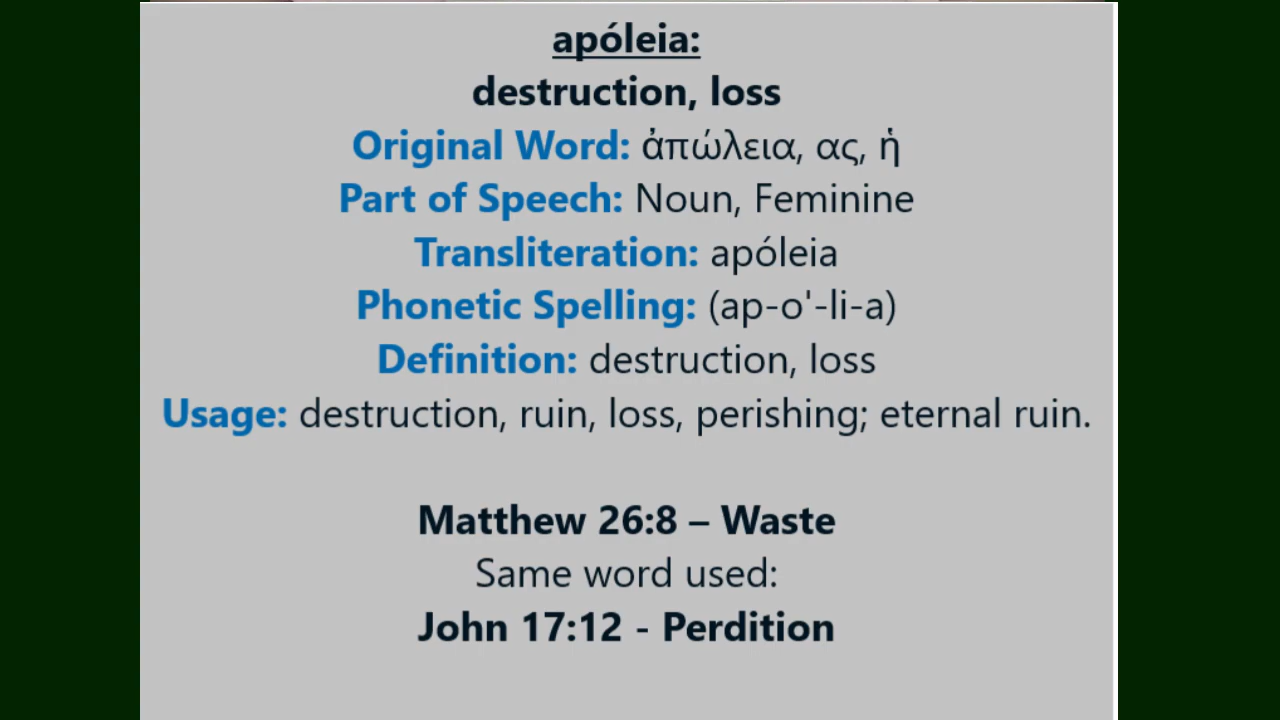 apóleia:
destruction, loss
Original Word: ἀπώλεια, ας, ἡ
Part of Speech: Noun, Feminine
Transliteration: apóleia
Phonetic Spelling: (ap-o'-li-a)
Definition: destruction, loss
Usage: destruction, ruin, loss, perishing; eternal ruin.
Matthew 26:8 – Waste
Same word used:
John 17:12 - Perdition